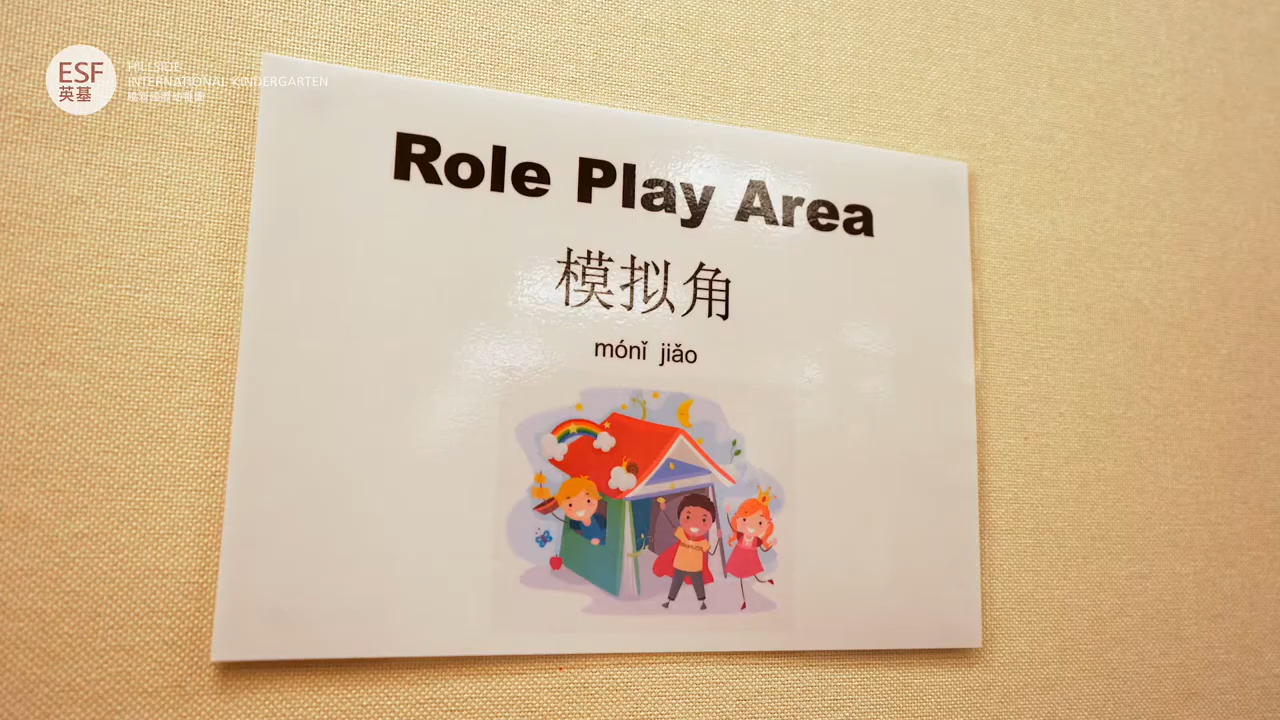 ESF
英基
HILLSIDE
INTERNATIONAL KINDERGARTEN
Role Play Area
模拟角
mónǐ jiǎo